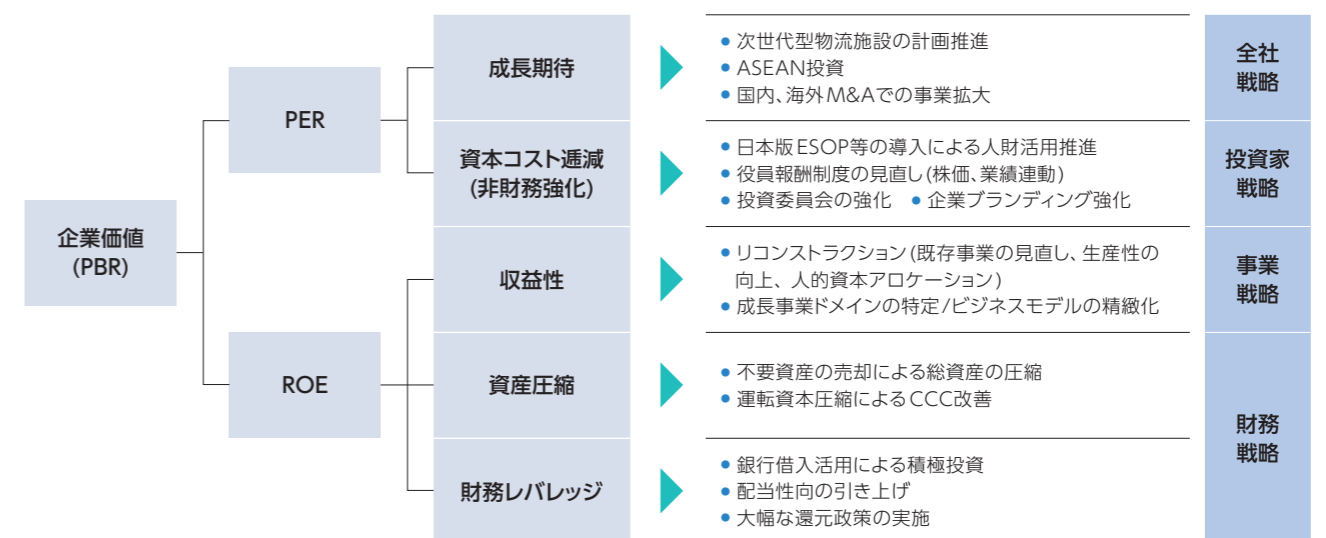 企業価値
(PBR)
PER
ROE
成長期待
資本コスト逓減
(非財務強化)
収益性
資産圧縮
財務レバレッジ
● 次世代型物流施設の計画推進
● ASEAN投資
● 国内、海外M&Aでの事業拡大
● 日本版ESOP等の導入による人財活用推進
● 役員報酬制度の見直し(株価、業績連動)
● 投資委員会の強化 ● 企業ブランディング強化
● リコンストラクション(既存事業の見直し、生産性の
向上、人的資本アロケーション)
● 成長事業ドメインの特定/ビジネスモデルの精緻化
● 不要資産の売却による総資産の圧縮
● 運転資本圧縮によるCCC改善
● 銀行借入活用による積極投資
● 配当性向の引き上げ
● 大幅な還元政策の実施
全社
戦略
投資家
戦略
事業
戦略
財務
戦略